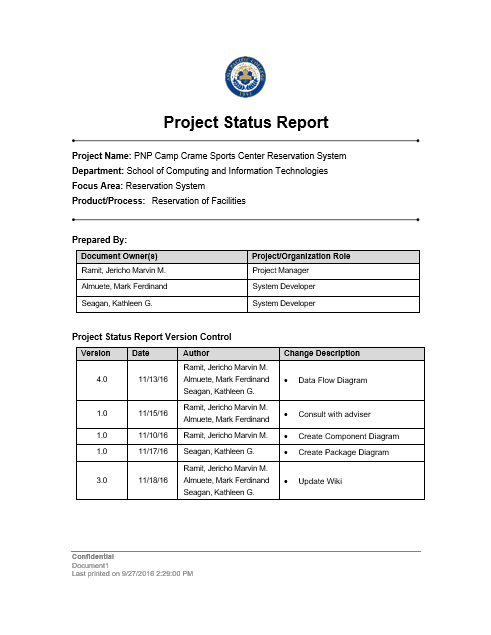 ASIA PACIFIC COLLEGE
1991
Project Status Report
Project Name: PNP Camp Crame Sports Center Reservation System
Department: School of Computing and Information Technologies
Focus Area: Reservation System
Product/Process: Reservation of Facilities
Prepared By:
Document Owner(s) Project/Organization Role
Ramit, Jericho Marvin M. Project Manager
Almuete, Mark Ferdinand System Developer
Seagan, Kathleen G. System Developer
Project Status Report Version Control
Version Date Author Change Description
4.0 11/13/16 Ramit, Jericho Marvin M.
Almuete, Mark Ferdinand
Seagan, Kathleen G.
• Data Flow Diagram
1.0 11/15/16 Ramit, Jericho Marvin M.
Almuete, Mark Ferdinand
• Consult with adviser
1.0 11/10/16 Ramit, Jericho Marvin M. • Create Component Diagram
1.0 11/17/16 Seagan, Kathleen G. • Create Package Diagram
3.0 11/18/16 Ramit, Jericho Marvin M.
Almuete, Mark Ferdinand
Seagan, Kathleen G.
• Update Wiki
Confidential
Document1
Last printed on 9/27/2016 2:29:00 PM